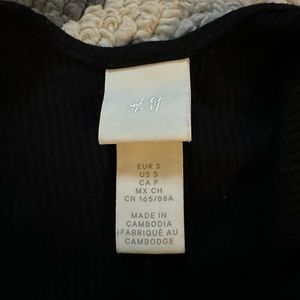 H&M
EUR S
US S
CA P
MX CH
CN 165/88A
MADE IN
CAMBODIA
FABRIQUÉ AU
CAMBODGE